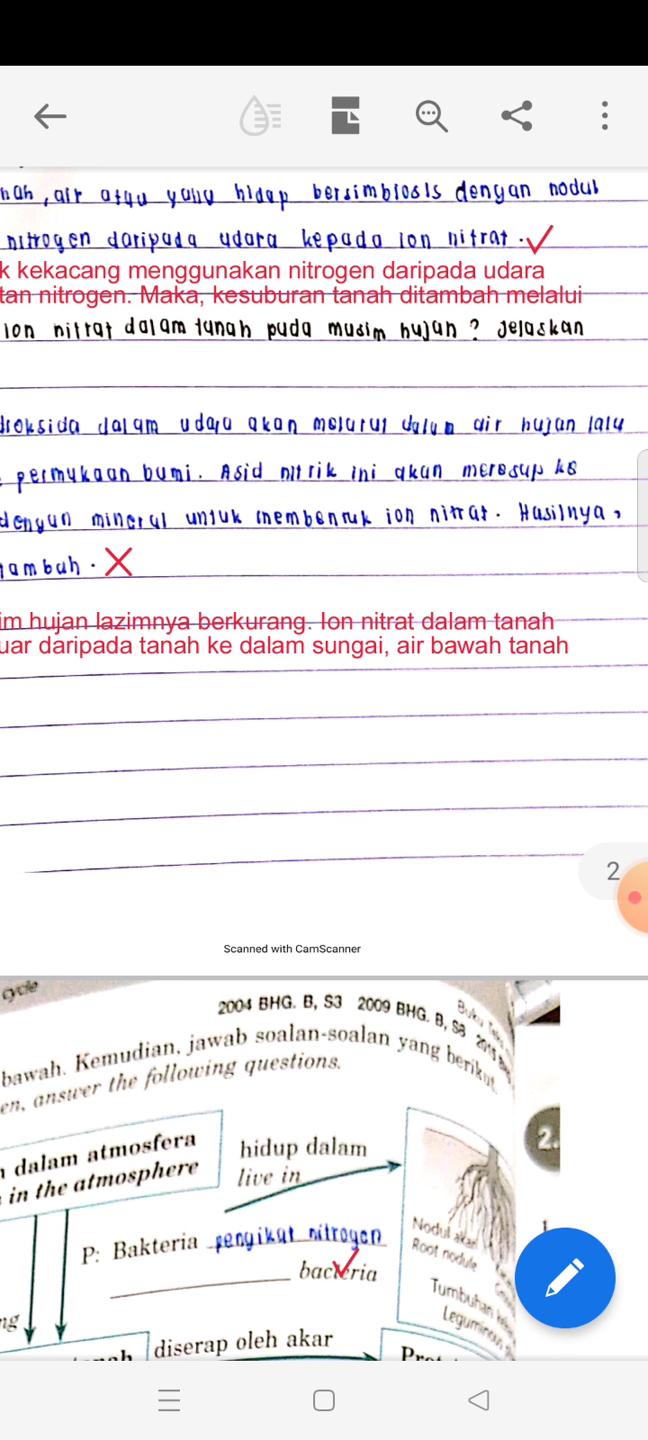 nah, air atau yang hidup bersimbiosis dengan nodul
nitrogen daripada udara kepada ion nitrat.
k kekacang menggunakan nitrogen daripada udara
tan nitrogen. Maka, kesuburan tanah ditambah melalui
ion nitrat dalam tanah pada musim hujan? Jelaskan
dioksida dalam udara akan melarut dalam air hujan lalu
permukaan bumi. Asid nitrik ini akan meresap ke
dengan mineral untuk membentuk ion nitrat. Hasilnya,
tambah.
im hujan lazimnya berkurang. Ion nitrat dalam tanah
uar daripada tanah ke dalam sungai, air bawah tanah
2
Scanned with CamScanner
cycle
2004 BHG. B, S3 2009 BHG. B, S8
bawah. Kemudian, jawab soalan-soalan yang berikut.
en, answer the following questions.
n dalam atmosfera
in the atmosphere
hidup dalam
live in
2.
P: Bakteria pengikat nitrogen
bacteria
Nodul akar
Root nodule
Tumbuhan
Leguminous
ng
nah
diserap oleh akar
Prot